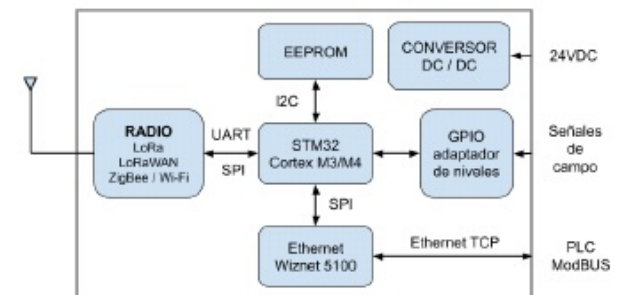 EEPROM
CONVERSOR
DC / DC
24VDC
I2C
RADIO
LoRa
LoRaWAN
ZigBee / Wi-Fi
UART
SPI
STM32
Cortex M3/M4
GPIO
adaptador
de niveles
Señales
de
campo
SPI
Ethernet
Wiznet 5100
Ethernet TCP
PLC
ModBUS